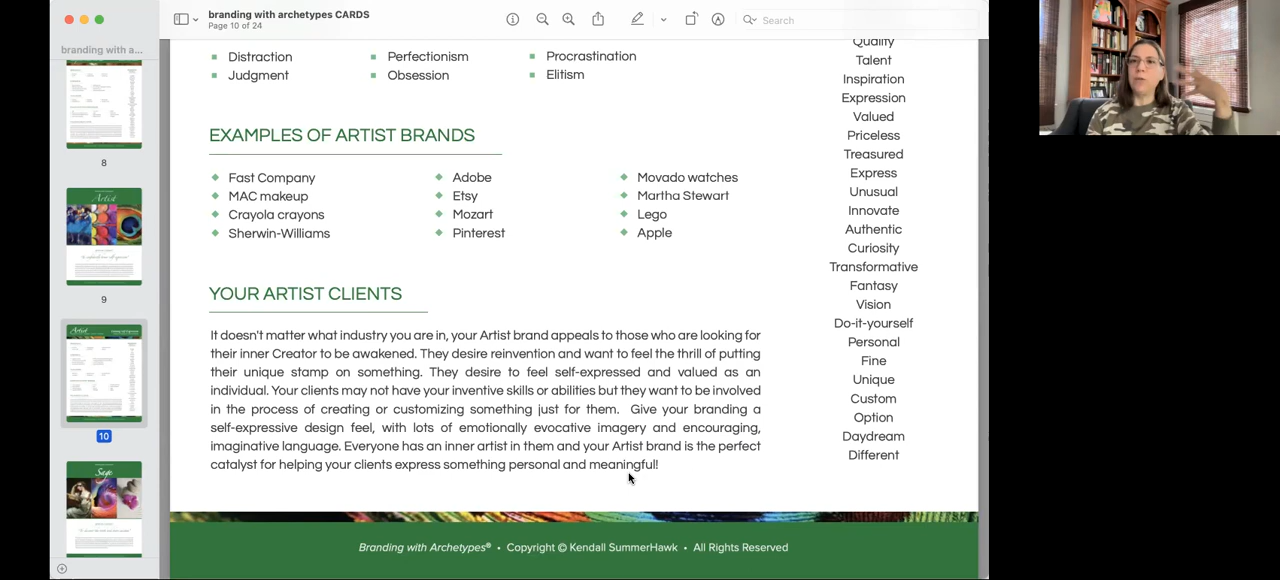 branding with archetypes CARDS
Page 10 of 24
Search
branding with a...
8
9
10
Artist
Sage
Distraction
Perfectionism
Procrastination
Judgment
Obsession
Elitism
EXAMPLES OF ARTIST BRANDS
Fast Company
Adobe
Movado watches
MAC makeup
Etsy
Martha Stewart
Crayola crayons
Mozart
Lego
Sherwin-Williams
Pinterest
Apple
YOUR ARTIST CLIENTS
It doesn't matter what industry you are in, your Artist brand appeals to those who are looking for
their inner Creator to be awakened. They desire reinvention and want to feel the thrill of putting
their unique stamp on something. They desire to feel self-expressed and valued as an
individual. Your clients may not have your inventive skills or abilities but they want to be involved
in the process of creating or customizing something just for them. Give your branding a
self-expressive design feel, with lots of emotionally evocative imagery and encouraging,
imaginative language. Everyone has an inner artist in them and your Artist brand is the perfect
catalyst for helping your clients express something personal and meaningful!
Quality
Talent
Inspiration
Expression
Valued
Priceless
Treasured
Express
Unusual
Innovate
Authentic
Curiosity
Transformative
Fantasy
Vision
Do-it-yourself
Personal
Fine
Unique
Custom
Option
Daydream
Different
Branding with Archetypes® • Copyright © Kendall SummerHawk • All Rights Reserved